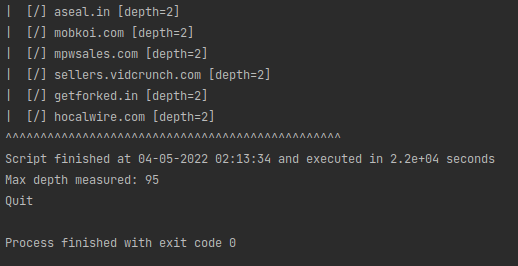 |  [/] aseal.in [depth=2]
|  [/] mobkoi.com [depth=2]
|  [/] mpwsales.com [depth=2]
|  [/] sellers.vidcrunch.com [depth=2]
|  [/] getforked.in [depth=2]
|  [/] hocalwire.com [depth=2]
^^^^^^^^^^^^^^^^^^^^^^^^^^^^^^^^^^^^^^^^^^^^^^^^
Script finished at 04-05-2022 02:13:34 and executed in 2.2e+04 seconds
Max depth measured: 95
Quit
Process finished with exit code 0